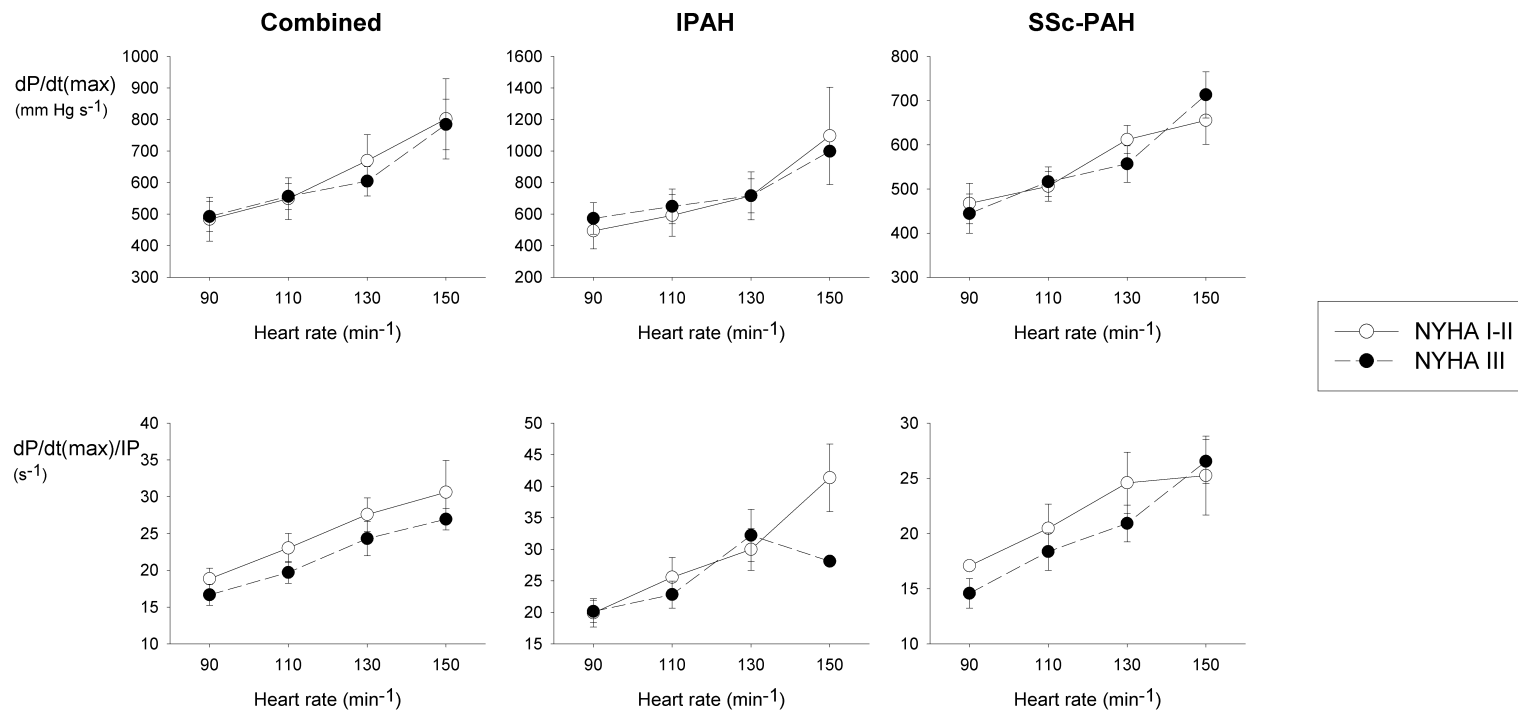 Combined IPAH SSc-PAH
dP/dt(max)
(mm Hg s-1)
1000
900
800
700
600
500
400
300
90 110 130 150
Heart rate (min-1)
1600
1400
1200
1000
800
600
400
200
90 110 130 150
Heart rate (min-1)
800
700
600
500
400
300
90 110 130 150
Heart rate (min-1)
NYHA I-II
NYHA III
dP/dt(max)/IP
(s-1)
40
35
30
25
20
15
10
90 110 130 150
Heart rate (min-1)
50
45
40
35
30
25
20
15
90 110 130 150
Heart rate (min-1)
30
25
20
15
10
90 110 130 150
Heart rate (min-1)